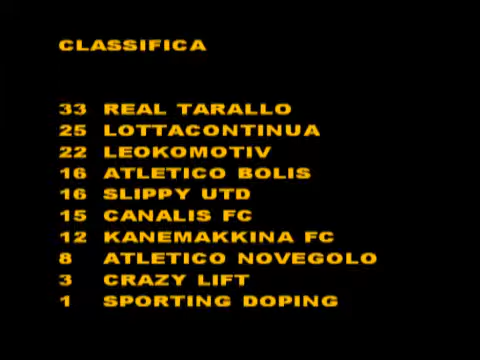 CLASSIFICA
33 REAL TARALLO
25 LOTTACONTINUA
22 LEOKOMOTIV
16 ATLETICO BOLIS
16 SLIPPY UTD
15 CANALIS FC
12 KANEMAKKINA FC
8 ATLETICO NOVEGOLO
3 CRAZY LIFT
1 SPORTING DOPING